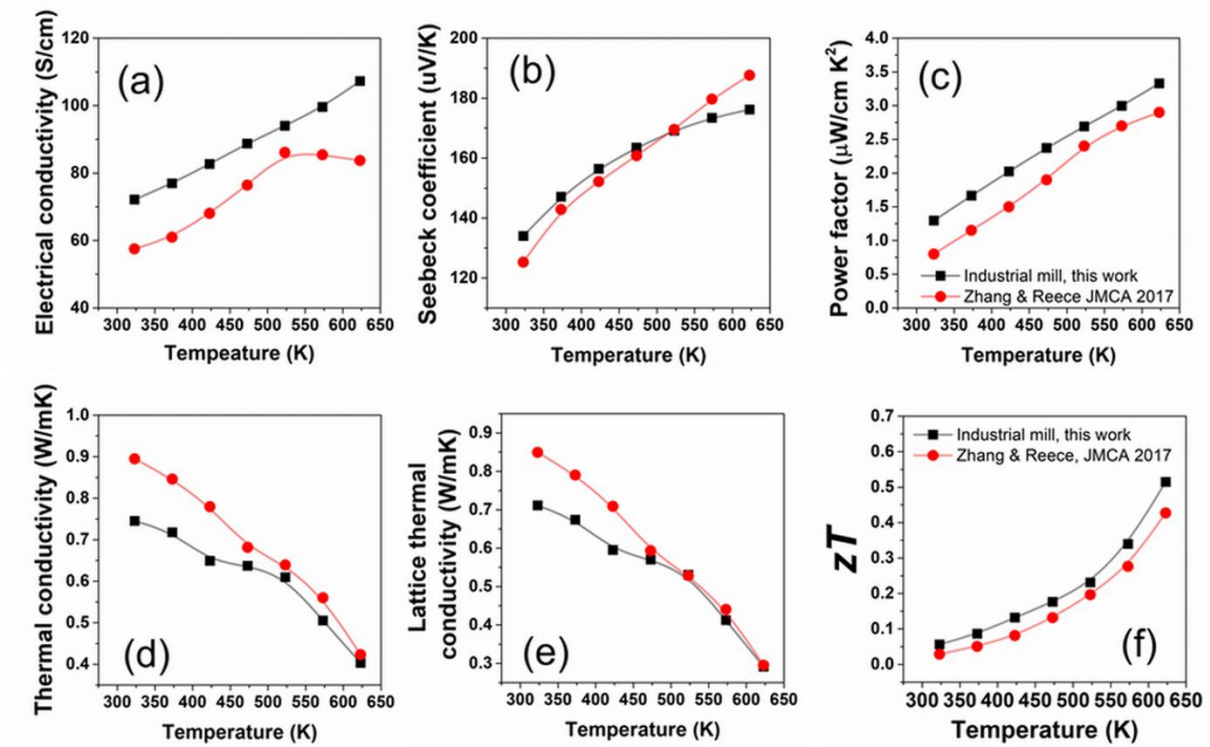 (a)
Electrical conductivity (S/cm)
120
100
80
60
40
300 350 400 450 500 550 600 650
Tempeature (K)
(b)
Seebeck coefficient (uV/K)
200
180
160
140
120
300 350 400 450 500 550 600 650
Temperature (K)
(c)
Power factor (μW/cm K²)
4.0
3.5
3.0
2.5
2.0
1.5
1.0
0.5
0.0
Industrial mill, this work
Zhang & Reece JMCA 2017
300 350 400 450 500 550 600 650
Temperature (K)
(d)
Thermal conductivity (W/mK)
1.0
0.9
0.8
0.7
0.6
0.5
0.4
300 350 400 450 500 550 600 650
Temperature (K)
(e)
Lattice thermal
conductivity (W/mK)
0.9
0.8
0.7
0.6
0.5
0.4
0.3
300 350 400 450 500 550 600 650
Temperature (K)
(f)
zT
0.7
0.6
0.5
0.4
0.3
0.2
0.1
0.0
Industrial mill, this work
Zhang & Reece, JMCA 2017
300 350 400 450 500 550 600 650
Temperature (K)